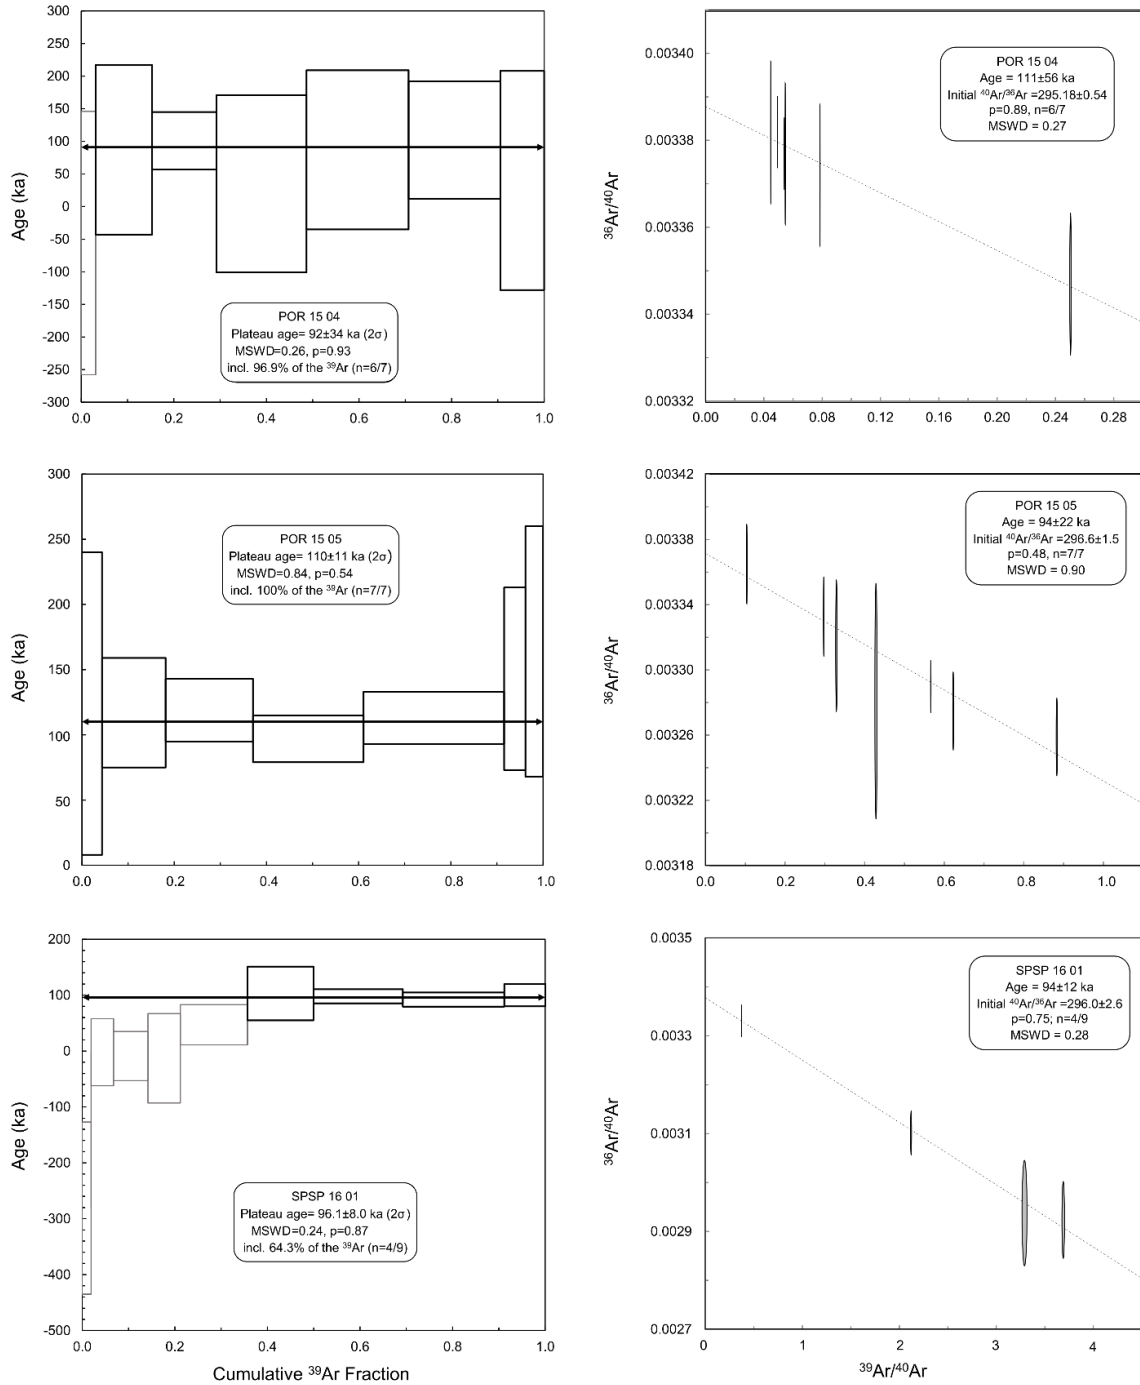 300
250
200
150
100
50
0
-50
-100
-150
-200
-250
-300
Age (ka)
0.0 0.2 0.4 0.6 0.8 1.0
POR 15 04
Plateau age= 92±34 ka (2σ)
MSWD=0.26, p=0.93
incl. 96.9% of the ³⁹Ar (n=6/7)
0.00340
0.00338
0.00336
0.00334
0.00332
³⁶Ar/⁴⁰Ar
0.00 0.04 0.08 0.12 0.16 0.20 0.24 0.28
POR 15 04
Age = 111±56 ka
Initial ⁴⁰Ar/³⁶Ar =295.18±0.54
p=0.89, n=6/7
MSWD = 0.27
300
250
200
150
100
50
0
Age (ka)
0.0 0.2 0.4 0.6 0.8 1.0
POR 15 05
Plateau age= 110±11 ka (2σ)
MSWD=0.84, p=0.54
incl. 100% of the ³⁹Ar (n=7/7)
0.00342
0.00338
0.00334
0.00330
0.00326
0.00322
0.00318
³⁶Ar/⁴⁰Ar
0.0 0.2 0.4 0.6 0.8 1.0
POR 15 05
Age = 94±22 ka
Initial ⁴⁰Ar/³⁶Ar =296.6±1.5
p=0.48, n=7/7
MSWD = 0.90
200
100
0
-100
-200
-300
-400
-500
Age (ka)
0.0 0.2 0.4 0.6 0.8 1.0
Cumulative ³⁹Ar Fraction
SPSP 16 01
Plateau age= 96.1±8.0 ka (2σ)
MSWD=0.24, p=0.87
incl. 64.3% of the ³⁹Ar (n=4/9)
0.0035
0.0033
0.0031
0.0029
0.0027
³⁶Ar/⁴⁰Ar
0 1 2 3 4
³⁹Ar/⁴⁰Ar
SPSP 16 01
Age = 94±12 ka
Initial ⁴⁰Ar/³⁶Ar =296.0±2.6
p=0.75; n=4/9
MSWD = 0.28